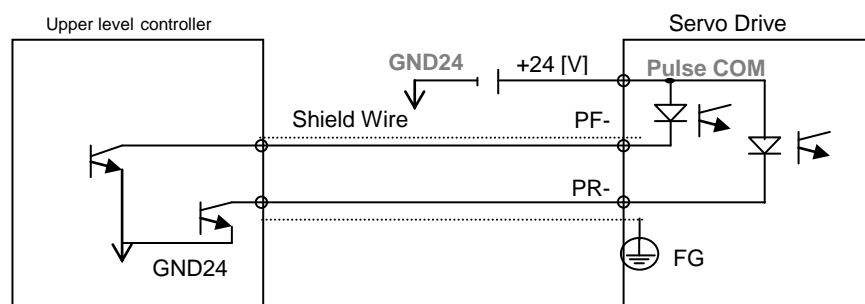 Upper level controller
Servo Drive
GND24
+24 [V]
Pulse COM
Shield Wire
PF-
PR-
GND24
FG